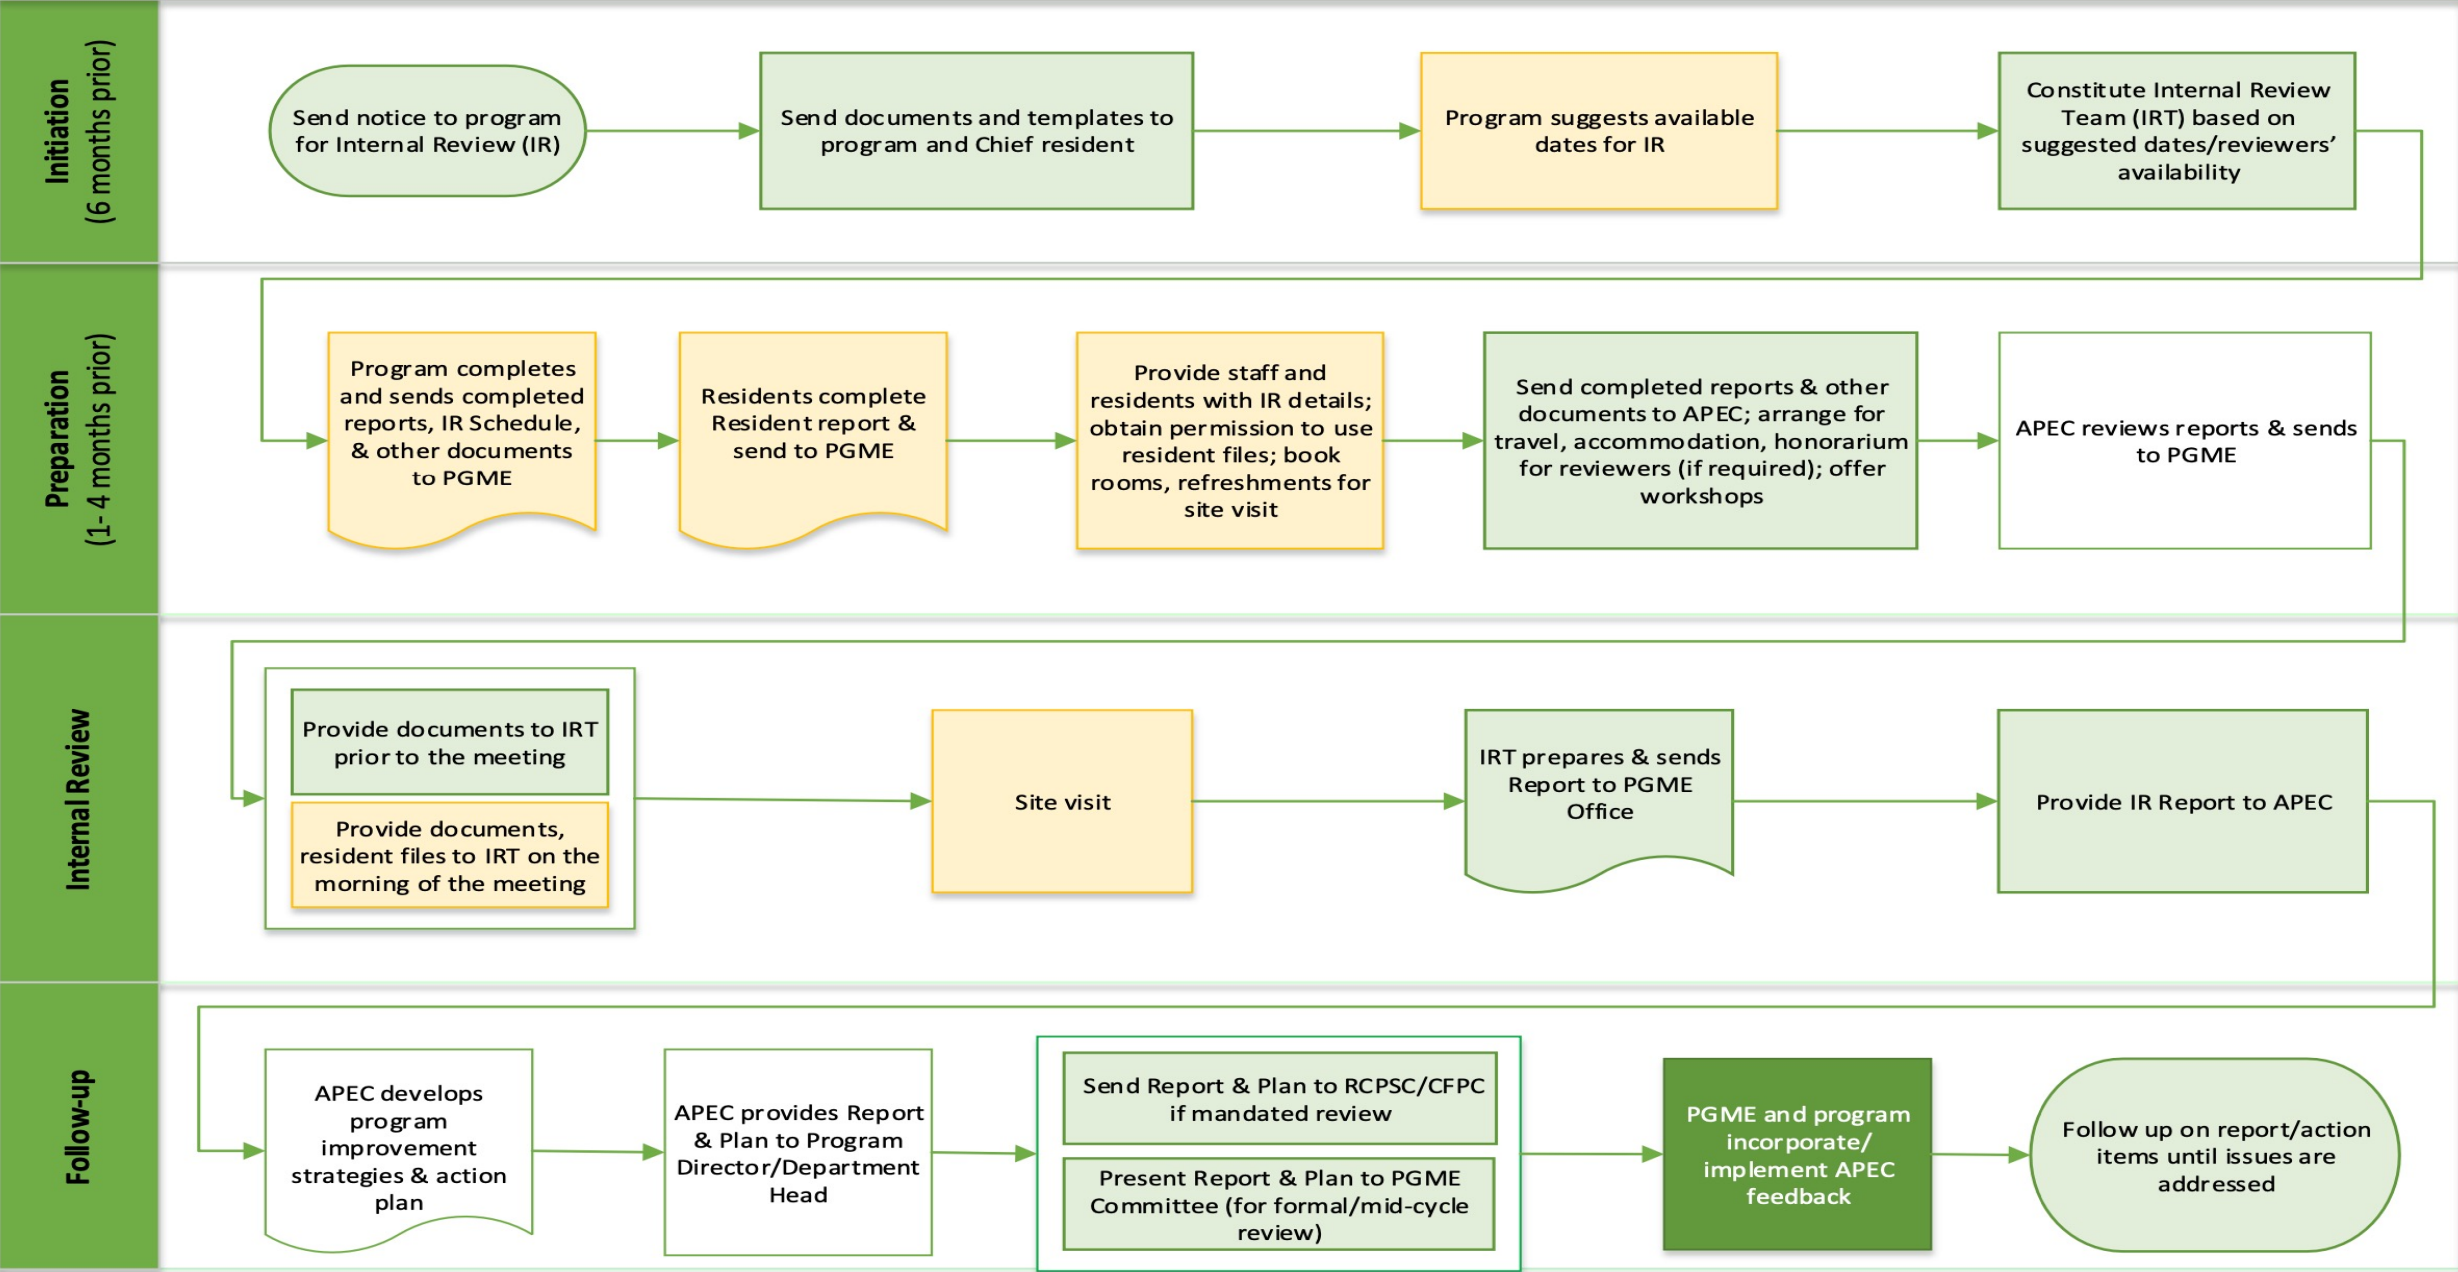 Initiation
(6 months prior)
Send notice to program
for Internal Review (IR)
Send documents and templates to
program and Chief resident
Program suggests available
dates for IR
Constitute Internal Review
Team (IRT) based on
suggested dates/reviewers’
availability
Preparation
(1- 4 months prior)
Program completes
and sends completed
reports, IR Schedule,
& other documents
to PGME
Residents complete
Resident report &
send to PGME
Provide staff and
residents with IR details;
obtain permission to use
resident files; book
rooms, refreshments for
site visit
Send completed reports & other
documents to APEC; arrange for
travel, accommodation, honorarium
for reviewers (if required); offer
workshops
APEC reviews reports & sends
to PGME
Internal Review
Provide documents to IRT
prior to the meeting
Provide documents,
resident files to IRT on the
morning of the meeting
Site visit
IRT prepares & sends
Report to PGME
Office
Provide IR Report to APEC
Follow-up
APEC develops
program
improvement
strategies & action
plan
APEC provides Report
& Plan to Program
Director/Department
Head
Send Report & Plan to RCPSC/CFPC
if mandated review
Present Report & Plan to PGME
Committee (for formal/mid-cycle
review)
PGME and program
incorporate/
implement APEC
feedback
Follow up on report/action
items until issues are
addressed